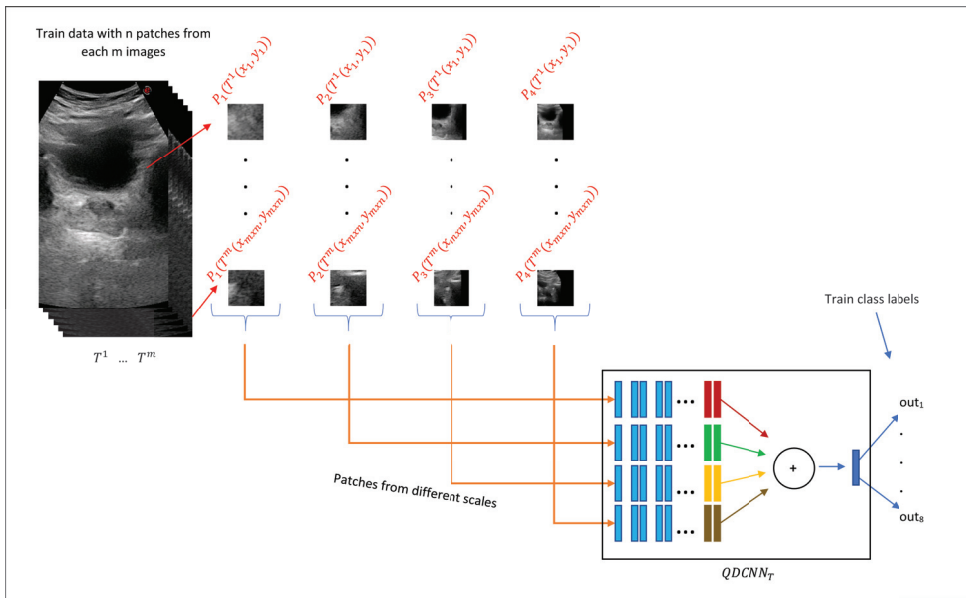 Train data with n patches from
each m images
P₁(T¹(x₁, y₁))
P₂(T¹(x₁, y₁))
P₃(T¹(x₁, y₁))
P₄(T¹(x₁, y₁))
P₁(Tᵐ(xₘₓₙ, yₘₓₙ))
P₂(Tᵐ(xₘₓₙ, yₘₓₙ))
P₃(Tᵐ(xₘₓₙ, yₘₓₙ))
P₄(Tᵐ(xₘₓₙ, yₘₓₙ))
T¹ ... Tᵐ
Train class labels
Patches from different scales
+
out₁
out₈
QDCNN_T